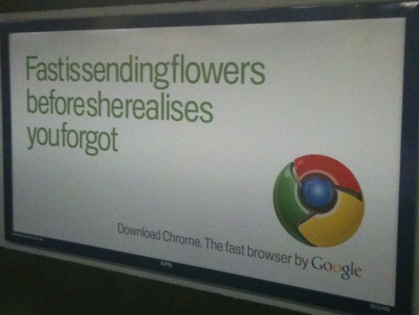 Fastissendingflowers
beforesherealises
youforgot
Download Chrome. The fast browser by Google